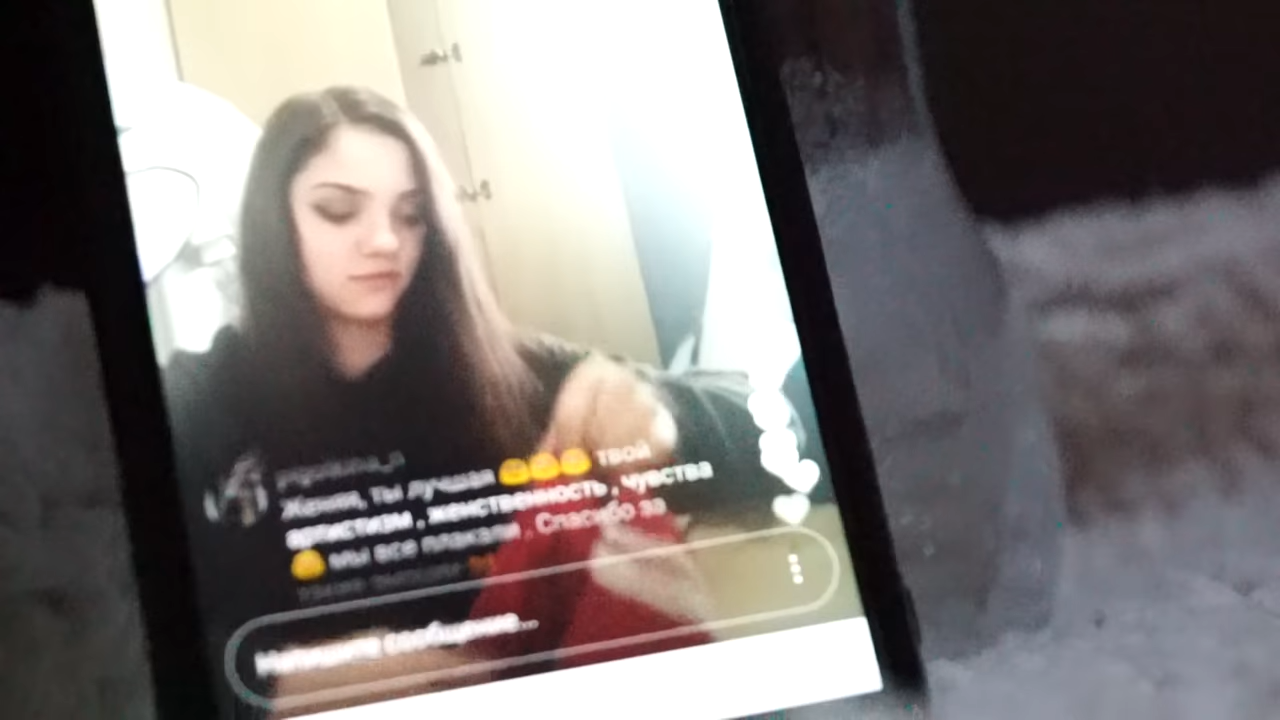 Женя, ты лучшая 😊😊😊 твой
артистизм , женственность , чувства
😊 мы все плакали . Спасибо за
Напишите сообщение...